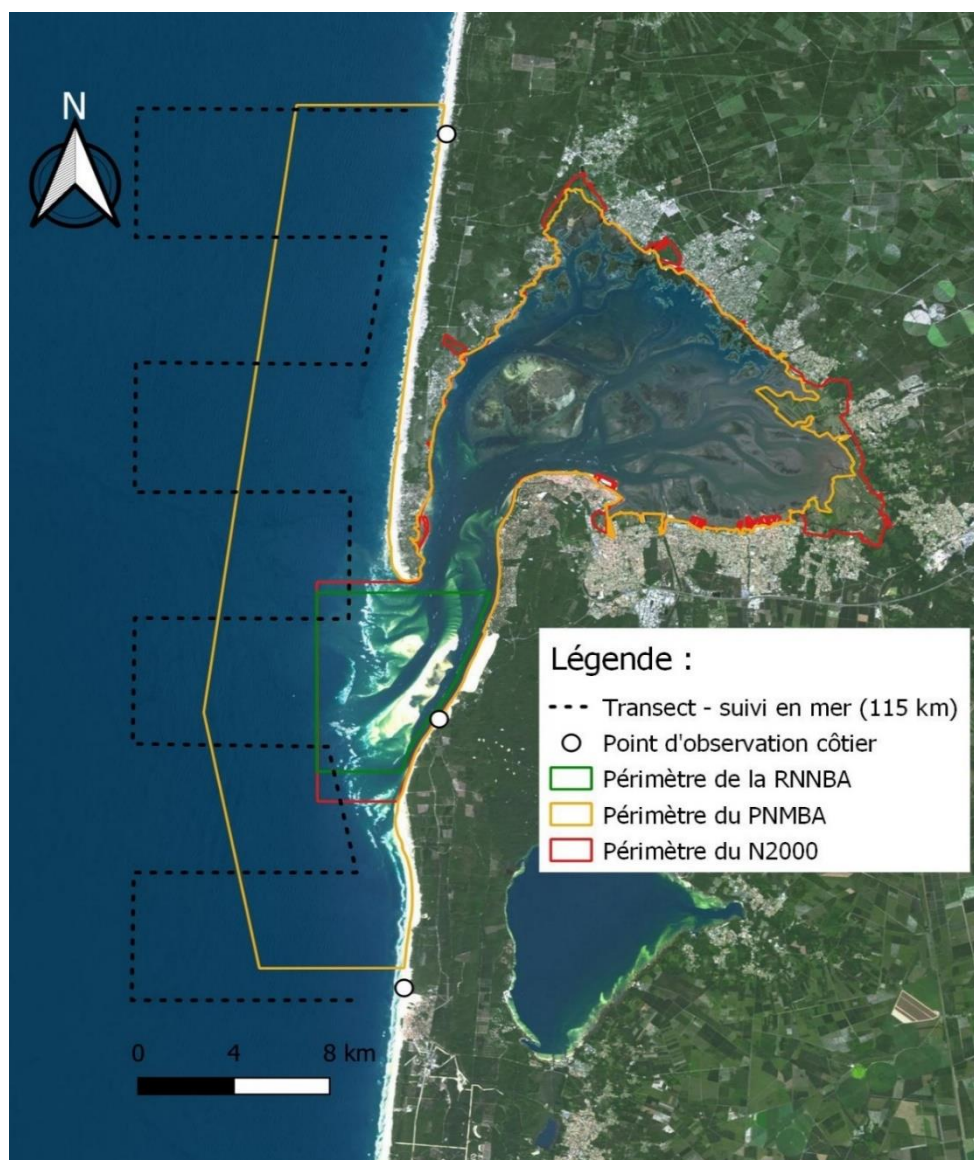 N
Légende :
Transect - suivi en mer (115 km)
Point d'observation côtier
Périmètre de la RNNBA
Périmètre du PNMBA
Périmètre du N2000
0 4 8 km